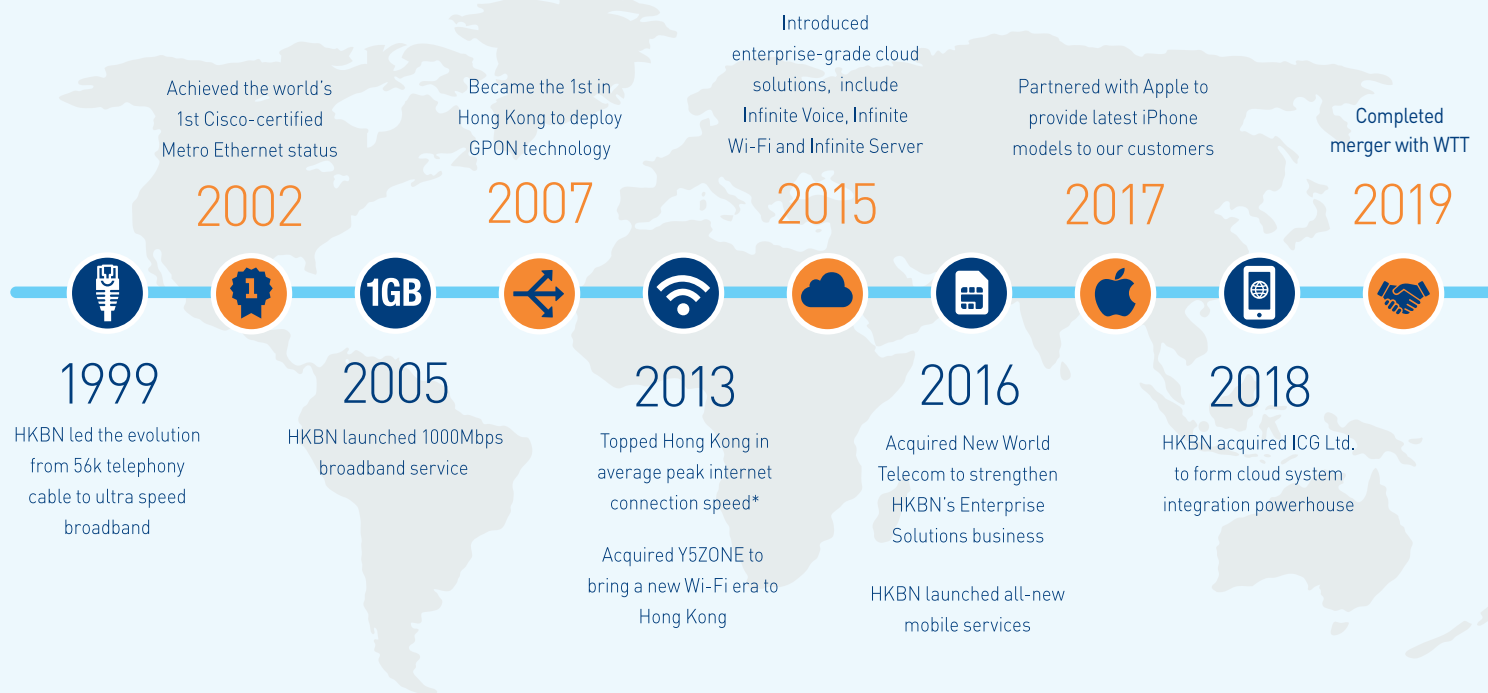 Achieved the world's
1st Cisco-certified
Metro Ethernet status
2002
Became the 1st in
Hong Kong to deploy
GPON technology
2007
Introduced
enterprise-grade cloud
solutions, include
Infinite Voice, Infinite
Wi-Fi and Infinite Server
2015
Partnered with Apple to
provide latest iPhone
models to our customers
2017
Completed
merger with WTT
2019
1
1GB
1999
HKBN led the evolution
from 56k telephony
cable to ultra speed
broadband
2005
HKBN launched 1000Mbps
broadband service
2013
Topped Hong Kong in
average peak internet
connection speed*
Acquired Y5ZONE to
bring a new Wi-Fi era to
Hong Kong
2016
Acquired New World
Telecom to strengthen
HKBN's Enterprise
Solutions business
HKBN launched all-new
mobile services
2018
HKBN acquired ICG Ltd.
to form cloud system
integration powerhouse